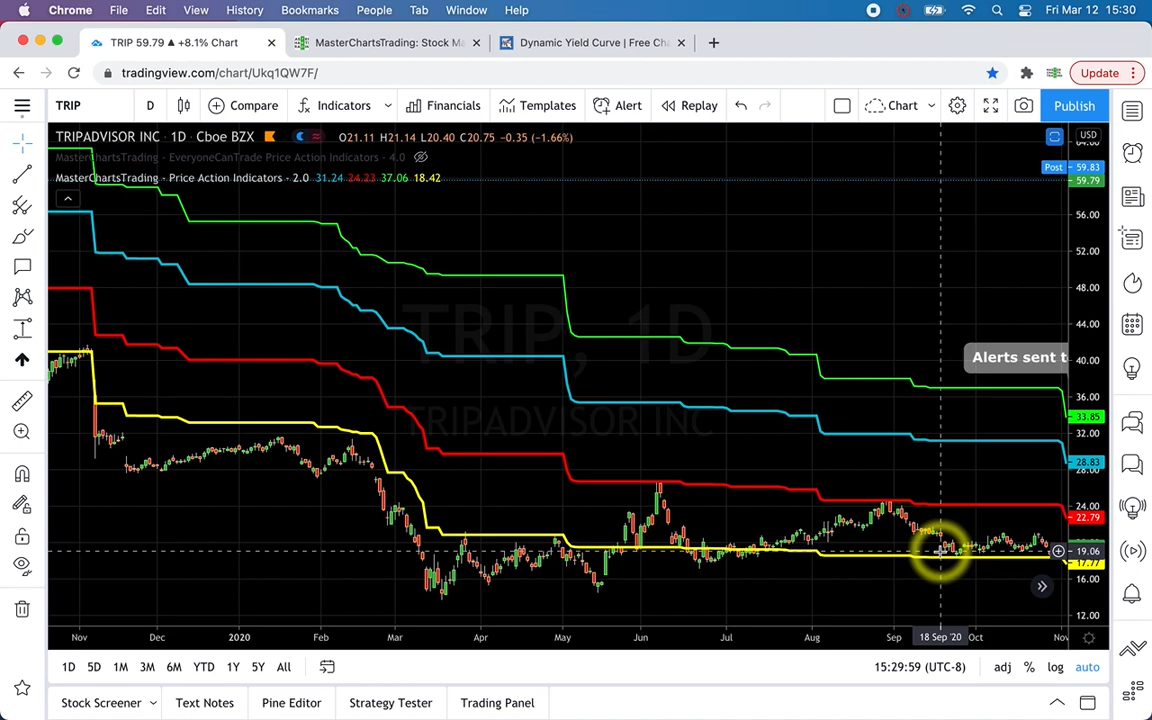 Chrome File Edit View History Bookmarks People Tab Window Help Fri Mar 12 15:30
TRIP 59.79 ▲ +8.1% Chart MasterChartsTrading: Stock Ma Dynamic Yield Curve | Free Cha
tradingview.com/chart/Ukq1QW7F/ Update
TRIP D Compare Indicators Financials Templates Alert Replay Chart Publish
TRIPADVISOR INC · 1D · Cboe BZX O21.11 H21.14 L20.40 C20.75 −0.35 (−1.66%) USD
MasterChartsTrading - EveryoneCanTrade Price Action Indicators - 4.0
MasterChartsTrading - Price Action Indicators - 2.0 31.24 24.23 37.06 18.42
64.00
Post 59.83
59.79
56.00
52.00
48.00
44.00
TRIP, 1D
TRIPADVISOR INC
Alerts sent t
40.00
36.00
33.85
32.00
28.83
28.00
24.00
22.79
19.06
17.77
16.00
12.00
Nov Dec 2020 Feb Mar Apr May Jun Jul Aug Sep 18 Sep '20 Oct Nov
1D 5D 1M 3M 6M YTD 1Y 5Y All 15:29:59 (UTC-8) adj % log auto
Stock Screener Text Notes Pine Editor Strategy Tester Trading Panel